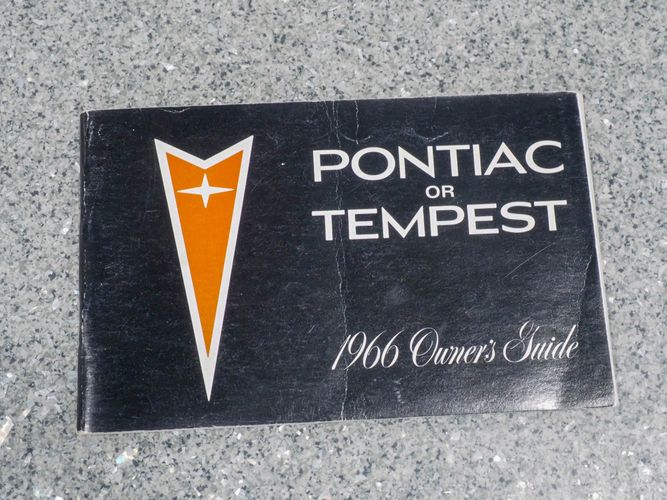 PONTIAC
OR
TEMPEST
1966 Owner's Guide